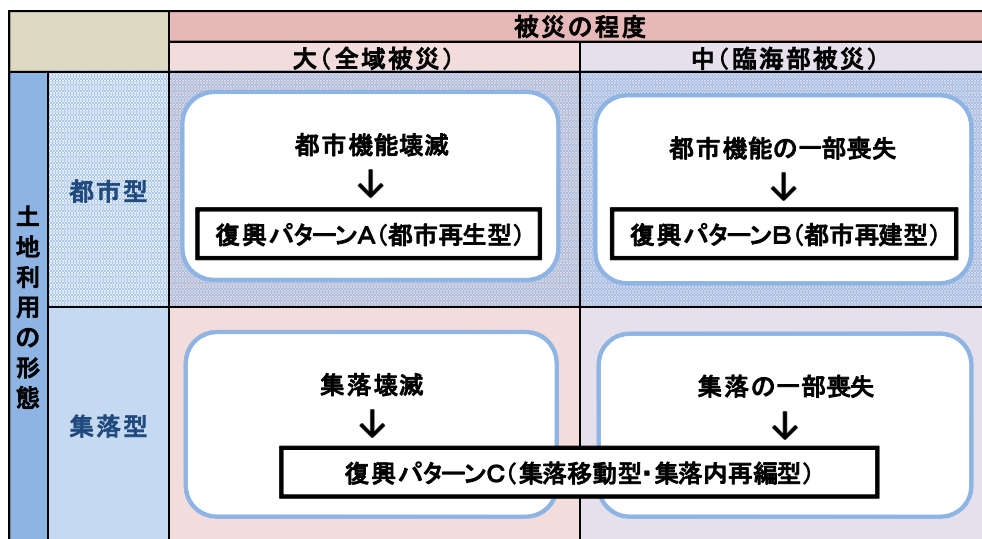 被災の程度
大（全域被災）
中（臨海部被災）
土地利用の形態
都市型
都市機能壊滅
↓
復興パターンA（都市再生型）
都市機能の一部喪失
↓
復興パターンB（都市再建型）
集落型
集落壊滅
↓
集落の一部喪失
↓
復興パターンC（集落移動型・集落内再編型）